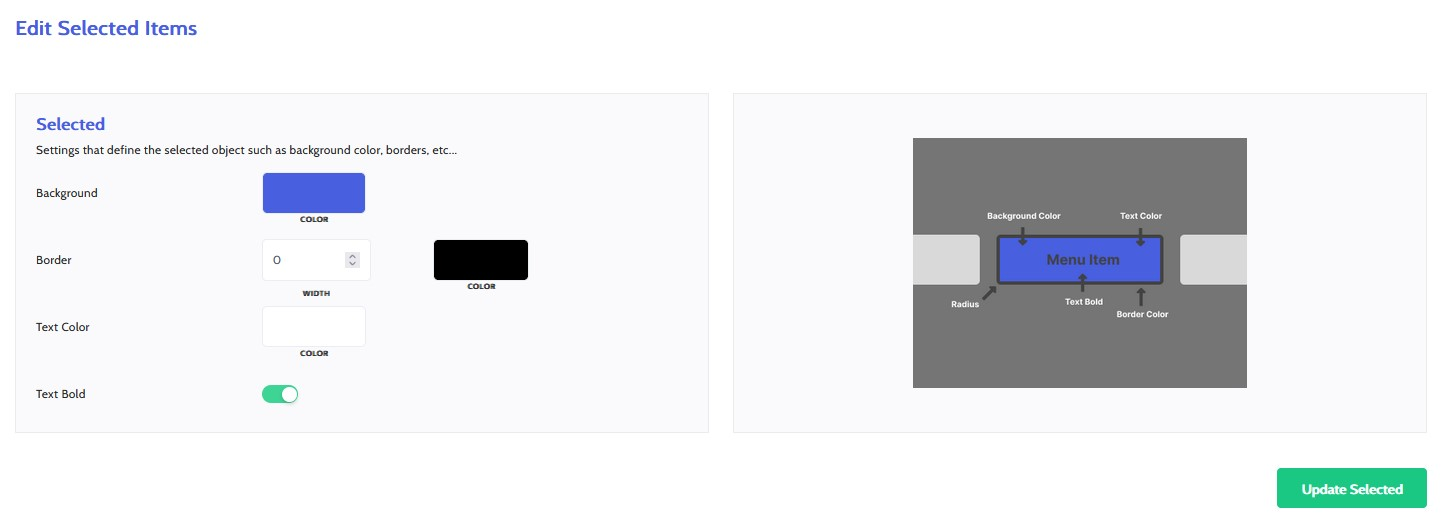 Edit Selected Items
Selected
Settings that define the selected object such as background color, borders, etc...
Background
COLOR
Border
0
WIDTH
COLOR
Text Color
COLOR
Text Bold
Background Color
Text Color
Menu Item
Radius
Text Bold
Border Color
Update Selected